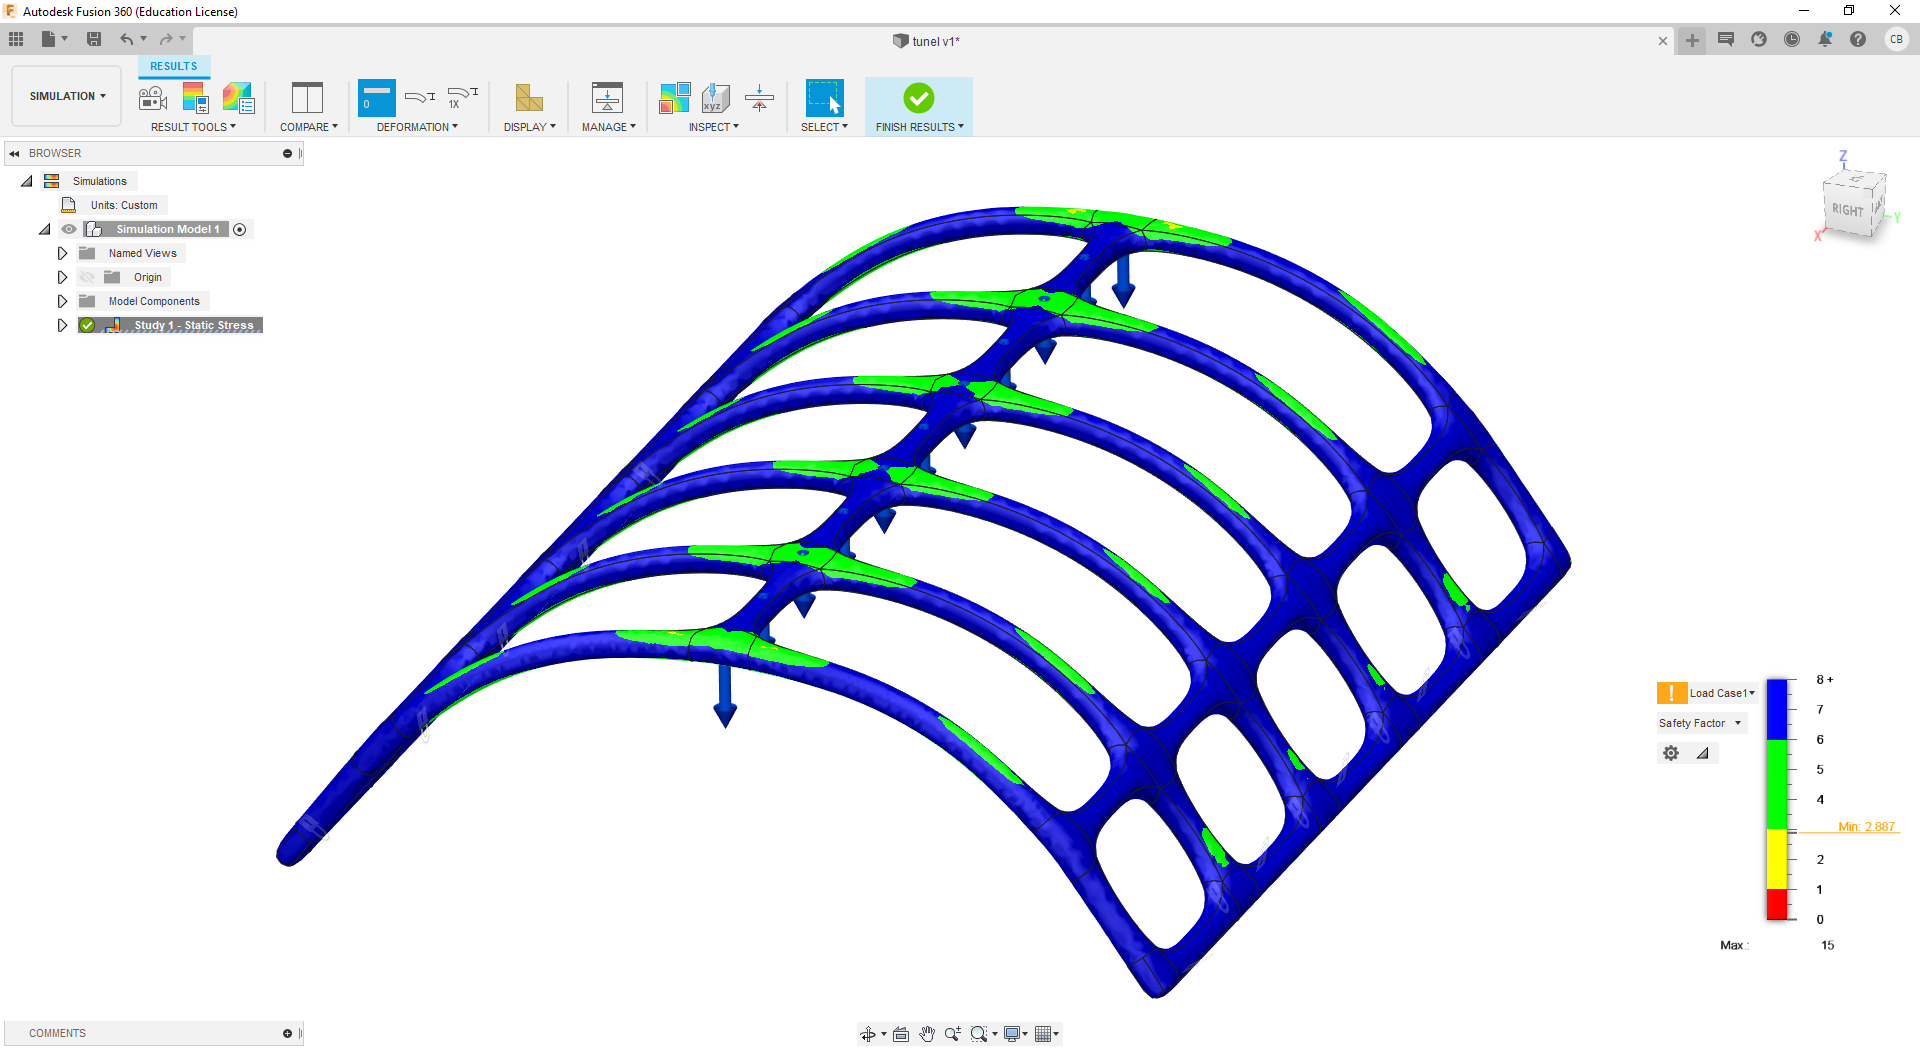 Autodesk Fusion 360 (Education License)
tunel v1*
CB
RESULTS
SIMULATION
0
1X
xyz
RESULT TOOLS
COMPARE
DEFORMATION
DISPLAY
MANAGE
INSPECT
SELECT
FINISH RESULTS
BROWSER
Simulations
Units: Custom
Simulation Model 1
Named Views
Origin
Model Components
Study 1 - Static Stress
Z
RIGHT
Y
X
Load Case1
Safety Factor
8 +
7
6
5
4
Min: 2.887
2
1
0
Max.: 15
COMMENTS